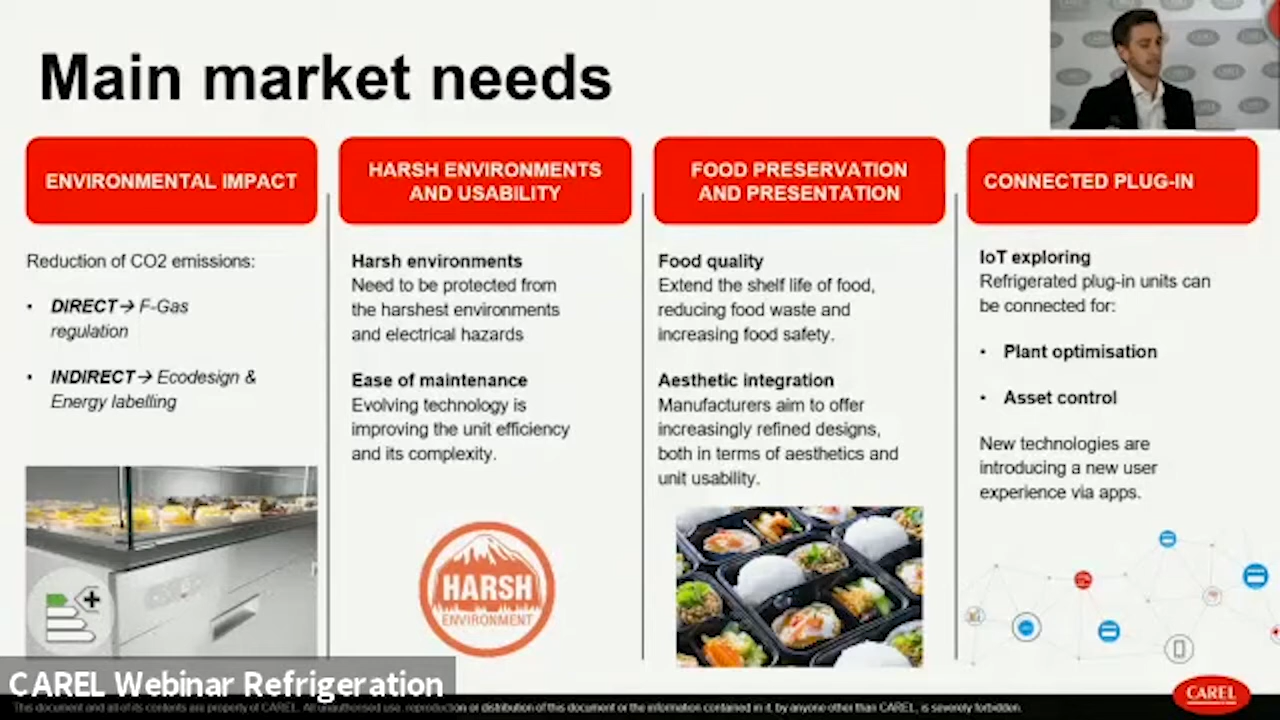 Main market needs
ENVIRONMENTAL IMPACT
Reduction of CO2 emissions:
• DIRECT→ F-Gas
regulation
• INDIRECT→ Ecodesign &
Energy labelling
HARSH ENVIRONMENTS
AND USABILITY
Harsh environments
Need to be protected from
the harshest environments
and electrical hazards
Ease of maintenance
Evolving technology is
improving the unit efficiency
and its complexity.
HARSH
ENVIRONMENT
FOOD PRESERVATION
AND PRESENTATION
Food quality
Extend the shelf life of food,
reducing food waste and
increasing food safety.
Aesthetic integration
Manufacturers aim to offer
increasingly refined designs,
both in terms of aesthetics and
unit usability.
CONNECTED PLUG-IN
IoT exploring
Refrigerated plug-in units can
be connected for:
• Plant optimisation
• Asset control
New technologies are
introducing a new user
experience via apps.
CAREL Webinar Refrigeration
CAREL
This document and all of its contents are property of CAREL. All unauthorised use, reproduction or distribution of this document or the information contained in it, by anyone other than CAREL, is severely forbidden.